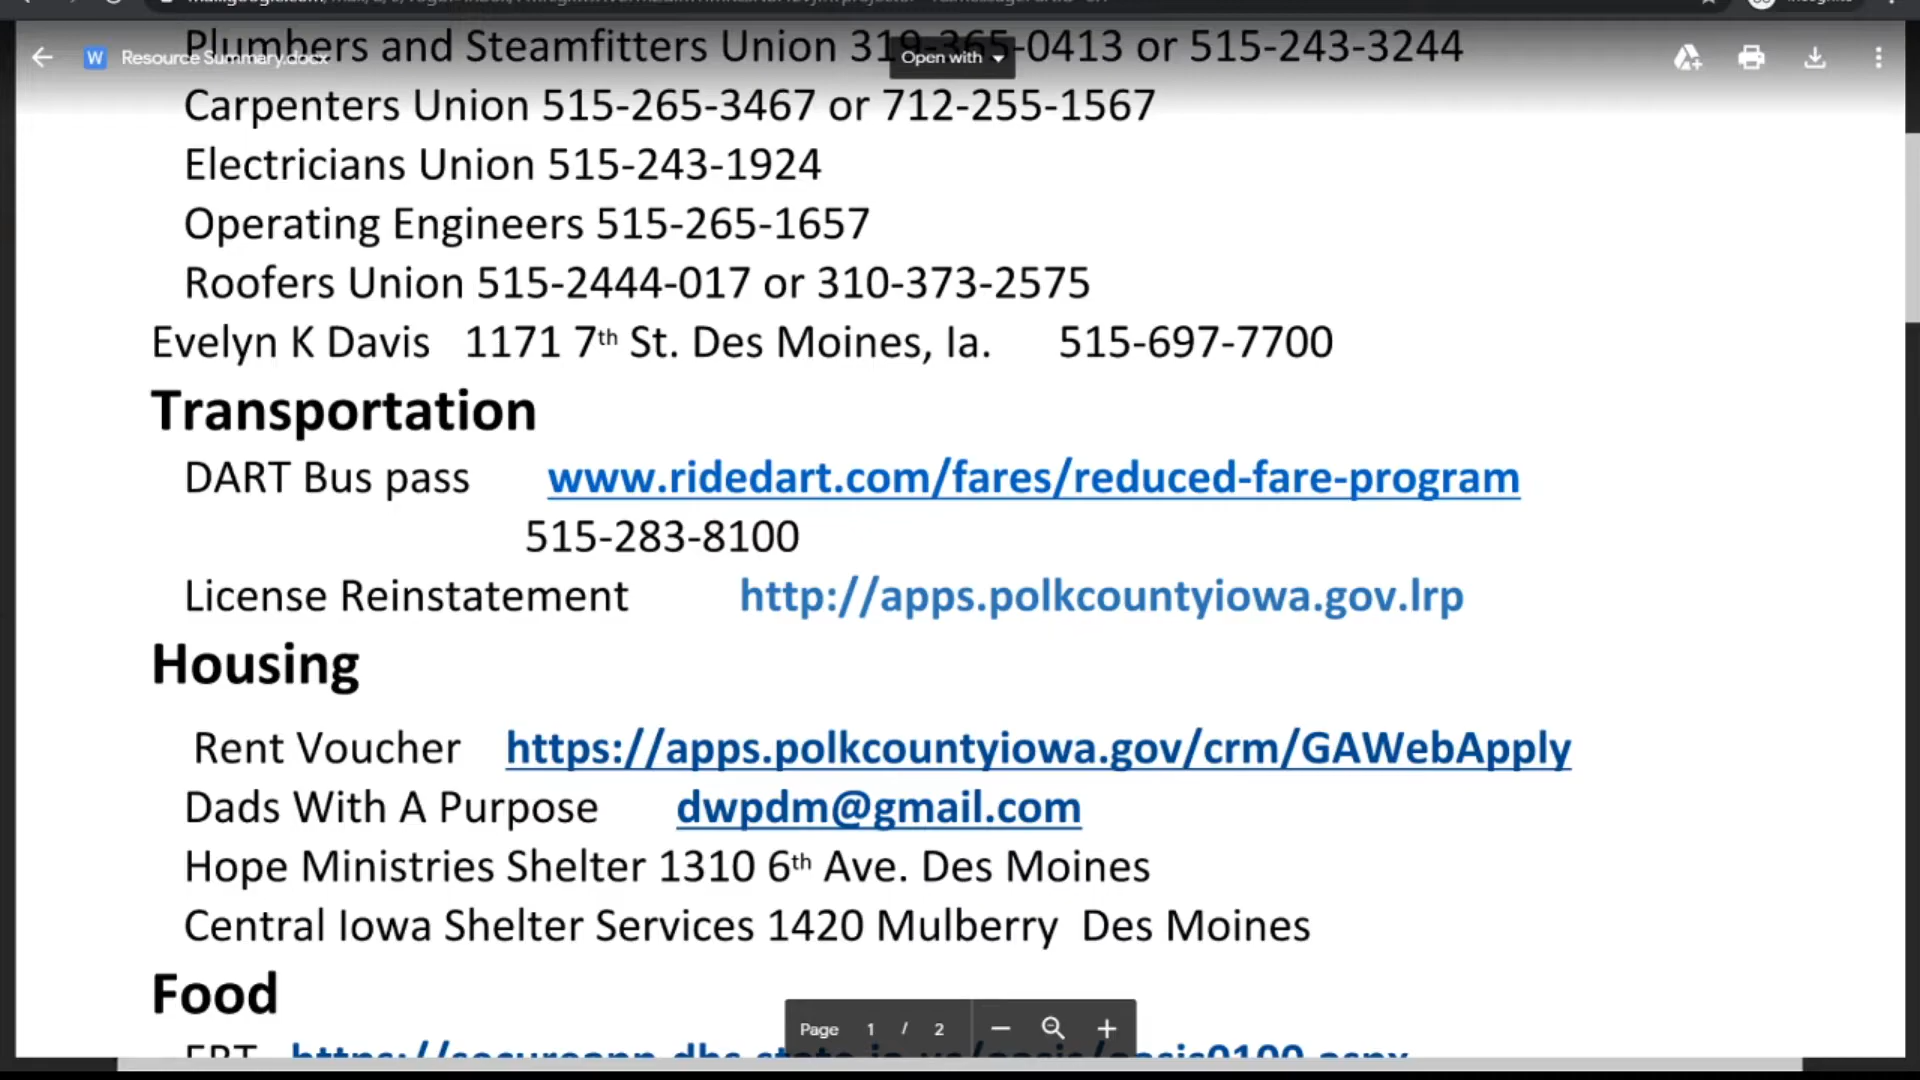 Plumbers and Steamfitters Union 319-365-0413 or 515-243-3244
Resource Summary.docx
Open with
Carpenters Union 515-265-3467 or 712-255-1567
Electricians Union 515-243-1924
Operating Engineers 515-265-1657
Roofers Union 515-2444-017 or 310-373-2575
Evelyn K Davis 1171 7th St. Des Moines, Ia. 515-697-7700
Transportation
DART Bus pass www.ridedart.com/fares/reduced-fare-program
515-283-8100
License Reinstatement http://apps.polkcountyiowa.gov.lrp
Housing
Rent Voucher https://apps.polkcountyiowa.gov/crm/GAWebApply
Dads With A Purpose dwpdm@gmail.com
Hope Ministries Shelter 1310 6th Ave. Des Moines
Central Iowa Shelter Services 1420 Mulberry Des Moines
Food
Page 1 / 2
EBT